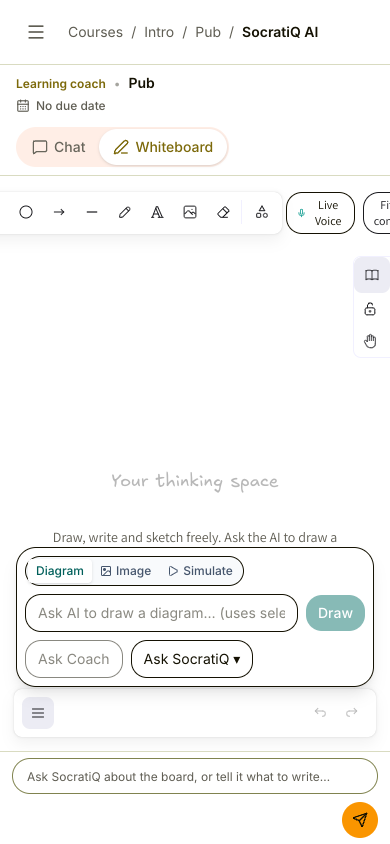 Courses / Intro / Pub / SocratiQ AI
Learning coach • Pub
No due date
Chat
Whiteboard
A
Live
Voice
Fi
con
Your thinking space
Draw, write and sketch freely. Ask the AI to draw a
Diagram
Image
Simulate
Ask AI to draw a diagram... (uses sele
Draw
Ask Coach
Ask SocratiQ ▾
Ask SocratiQ about the board, or tell it what to write...